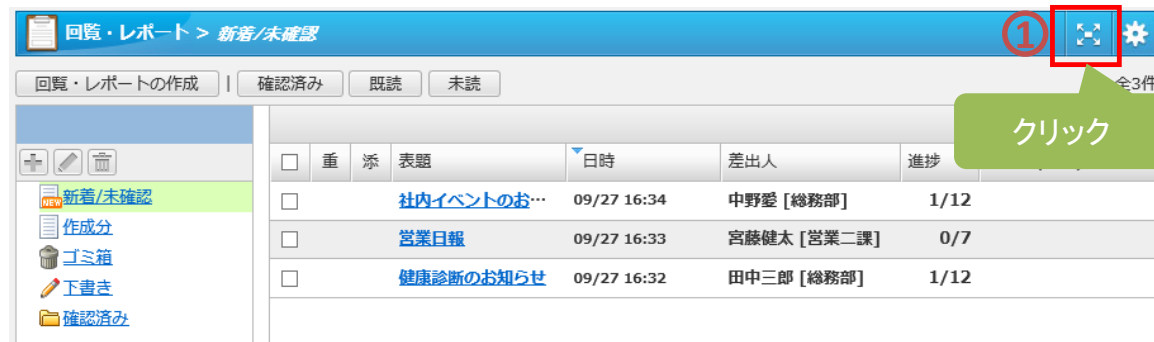 回覧・レポート > 新着/未確認
①
回覧・レポートの作成 | 確認済み 既読 未読 全3件
クリック
重 添 表題 日時 差出人 進捗
新着/未確認
作成分
ゴミ箱
下書き
確認済み
社内イベントのお… 09/27 16:34 中野愛 [総務部] 1/12
営業日報 09/27 16:33 宮藤健太 [営業二課] 0/7
健康診断のお知らせ 09/27 16:32 田中三郎 [総務部] 1/12